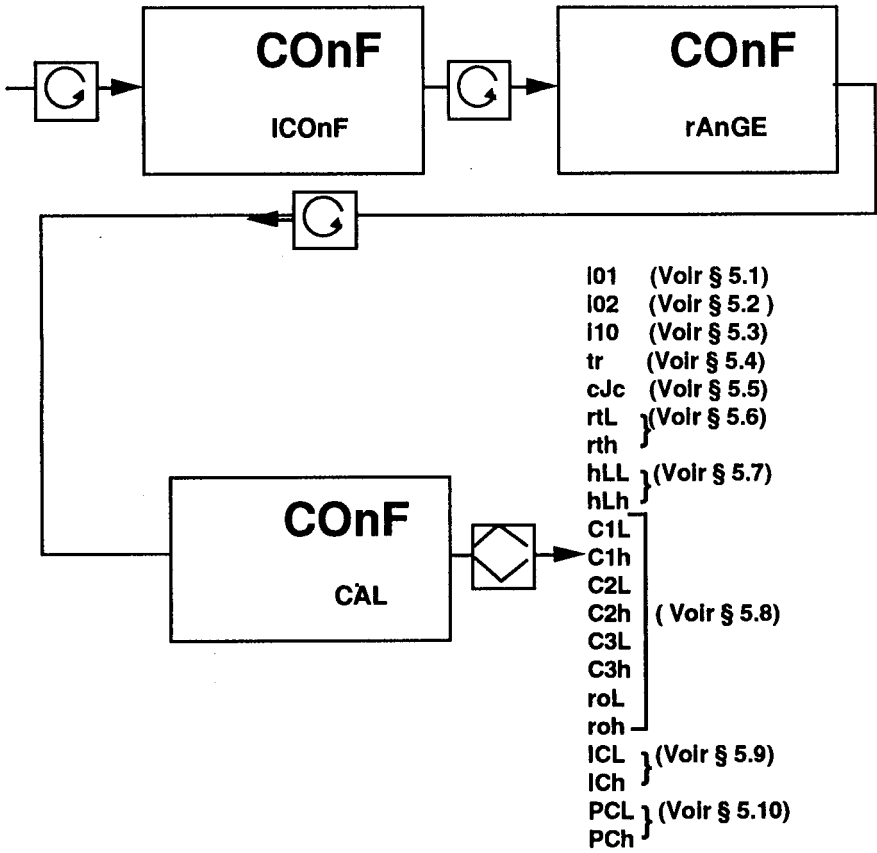 COnF
ICOnF
COnF
rAnGE
i01 (Voir § 5.1)
i02 (Voir § 5.2 )
i10 (Voir § 5.3)
tr (Voir § 5.4)
cJc (Voir § 5.5)
rtL (Voir § 5.6)
rth
hLL (Voir § 5.7)
hLh
COnF
CAL
C1L
C1h
C2L
C2h ( Voir § 5.8)
C3L
C3h
roL
roh
ICL (Voir § 5.9)
ICh
PCL (Voir § 5.10)
PCh